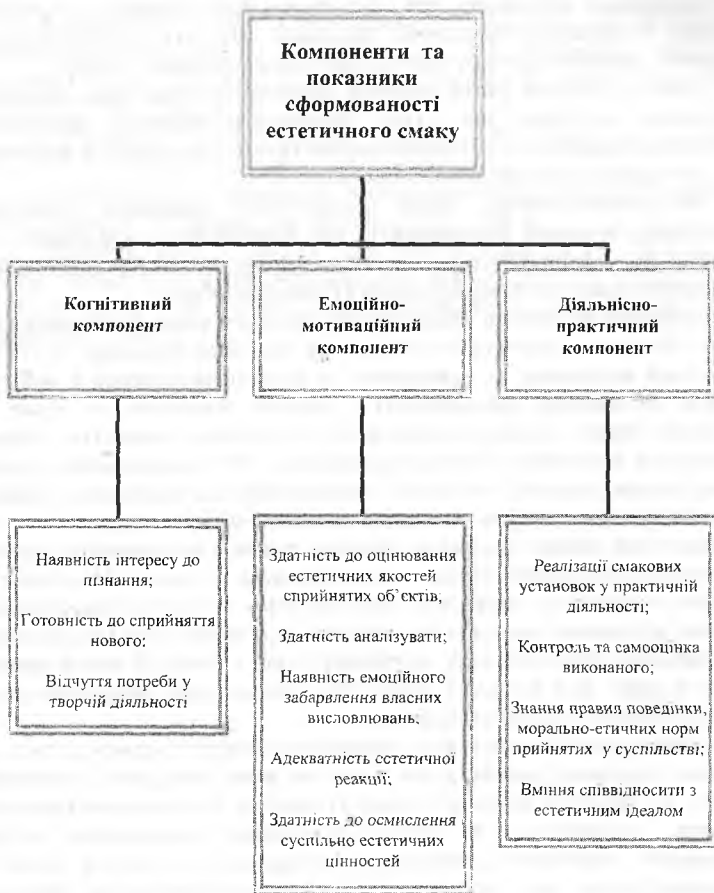 Компоненти та
показники
сформованості
естетичного смаку
Когнітивний
компонент
Емоційно-
мотиваційний
компонент
Діяльнісно-
практичний
компонент
Наявність інтересу до
пізнання;
Готовність до сприйняття
нового;
Відчуття потреби у
творчій діяльності
Здатність до оцінювання
естетичних якостей
сприйнятих об’єктів;
Здатність аналізувати;
Наявність емоційного
забарвлення власних
висловлювань.
Адекватність естетичної
реакції;
Здатність до осмислення
суспільно естетичних
цінностей
Реалізації смакових
установок у практичній
діяльності;
Контроль та самооцінка
виконаного;
Знання правил поведінки,
морально-етичних норм
прийнятих у суспільстві;
Вміння співвідносити з
естетичним ідеалом